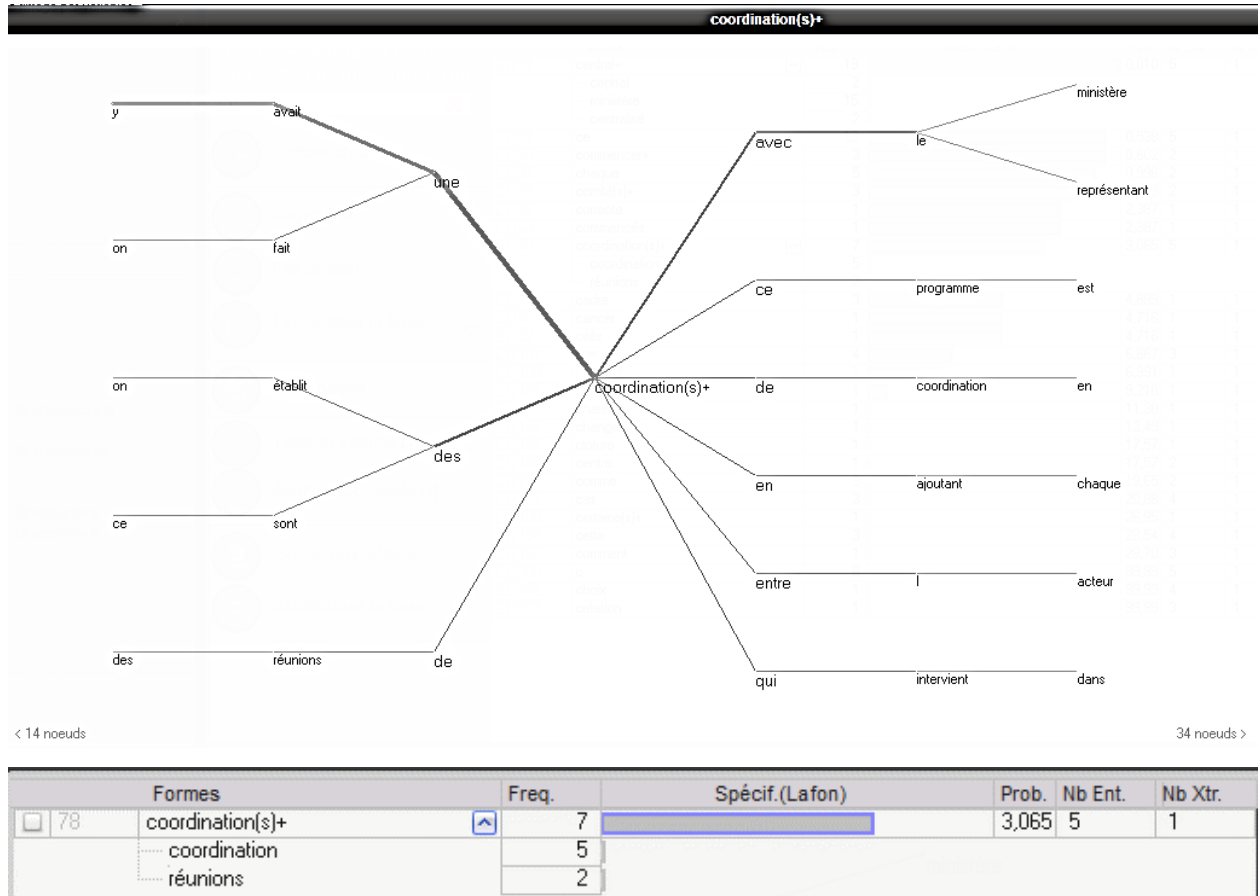 coordination(s)+
ministère
y avait avec le
une représentant
on fait
ce programme est
on établit coordination(s)+ de coordination en
des en ajoutant chaque
ce sont
entre l acteur
des réunions de
qui intervient dans
< 14 noeuds 34 noeuds >
Formes Freq. Spécif.(Lafon) Prob. Nb Ent. Nb Xtr.
78 coordination(s)+ 7 3,065 5 1
coordination 5
réunions 2